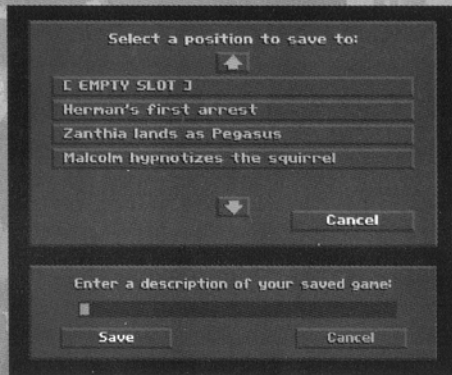 Select a position to save to:
[ EMPTY SLOT ]
Herman's first arrest
Zanthia lands as Pegasus
Malcolm hypnotizes the squirrel
Cancel
Enter a description of your saved game:
Save
Cancel